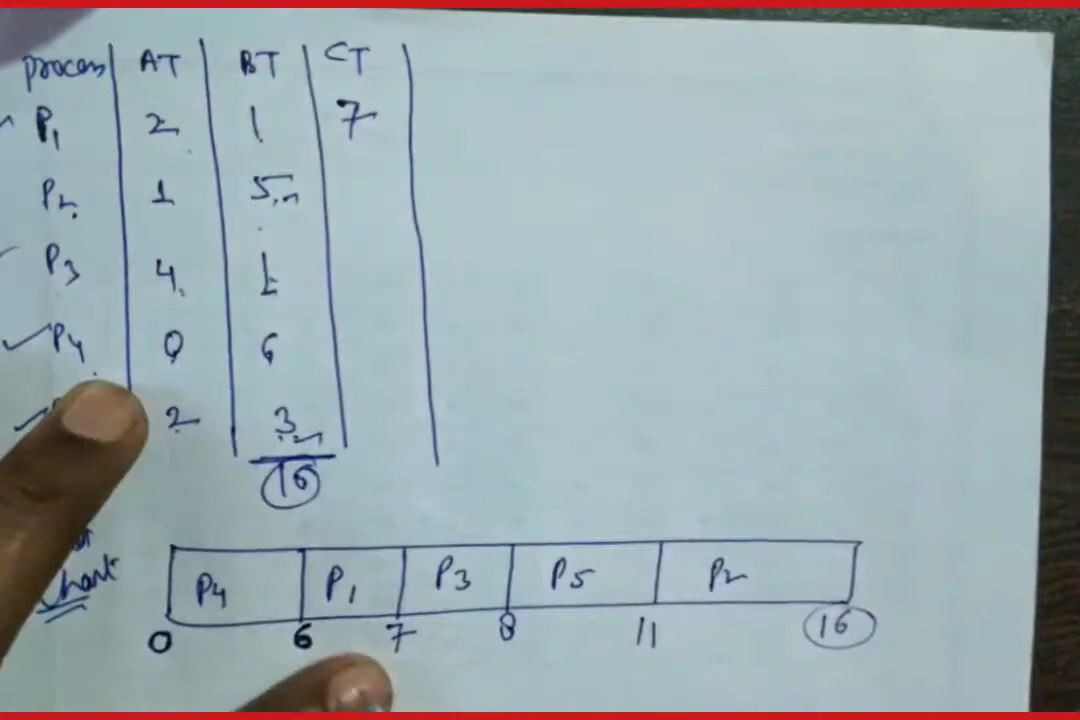 Process AT BT CT
P1 2 1 7
P2 1 5
P3 4 1
P4 0 6
2 3
16
Chart
P4 P1 P3 P5 P2
0 6 7 8 11 16